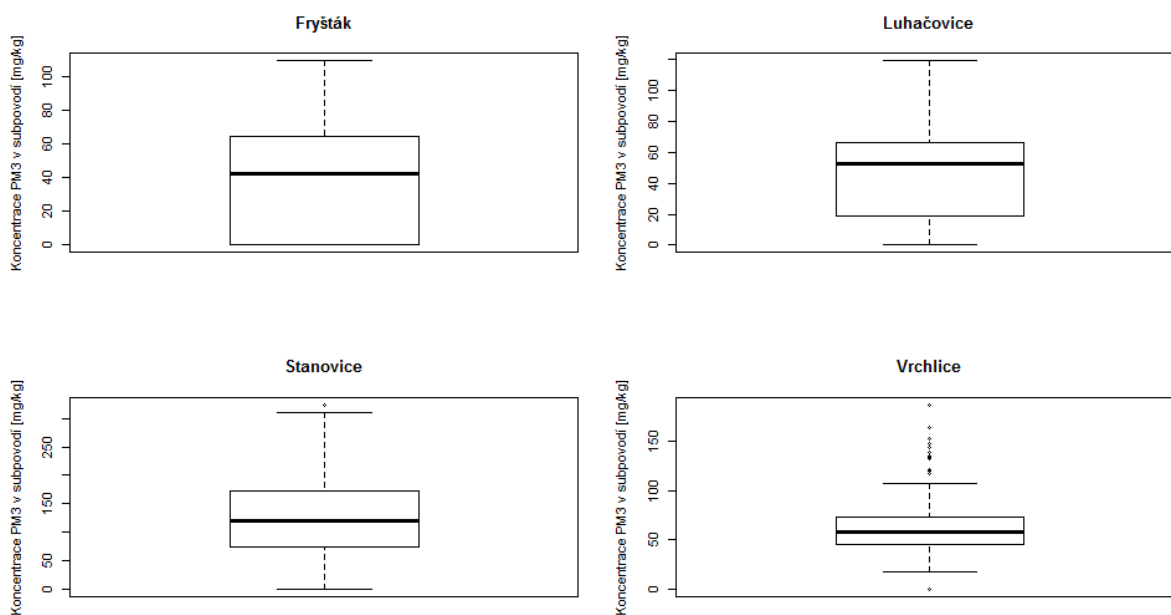 Fryšták
Koncentrace PM3 v subpovodí [mg/kg]
100
80
60
40
20
0
Luhačovice
Koncentrace PM3 v subpovodí [mg/kg]
100
80
60
40
20
0
Stanovice
Koncentrace PM3 v subpovodí [mg/kg]
250
150
50
0
Vrchlice
Koncentrace PM3 v subpovodí [mg/kg]
150
100
50
0